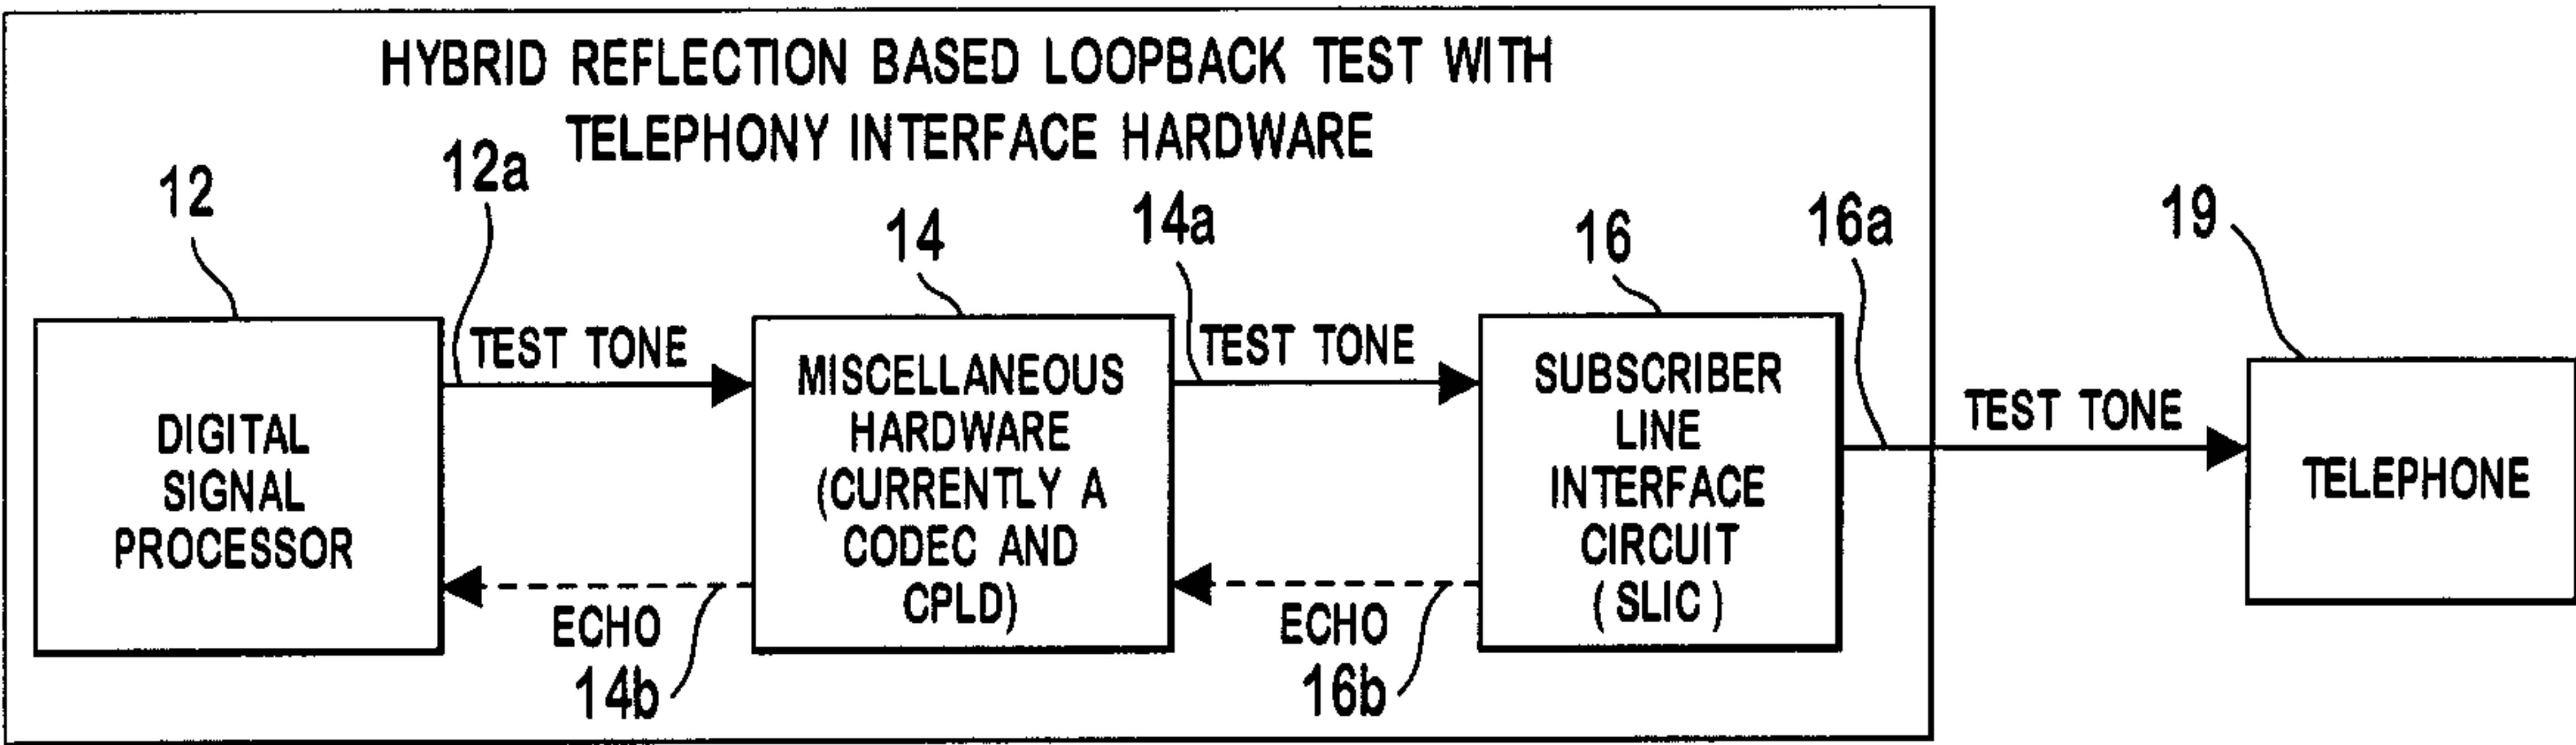 HYBRID REFLECTION BASED LOOPBACK TEST WITH
TELEPHONY INTERFACE HARDWARE
12
12a
14
14a
16
16a
19
DIGITAL
SIGNAL
PROCESSOR
TEST TONE
ECHO
14b
MISCELLANEOUS
HARDWARE
(CURRENTLY A
CODEC AND
CPLD)
TEST TONE
ECHO
16b
SUBSCRIBER
LINE
INTERFACE
CIRCUIT
(SLIC)
TEST TONE
TELEPHONE